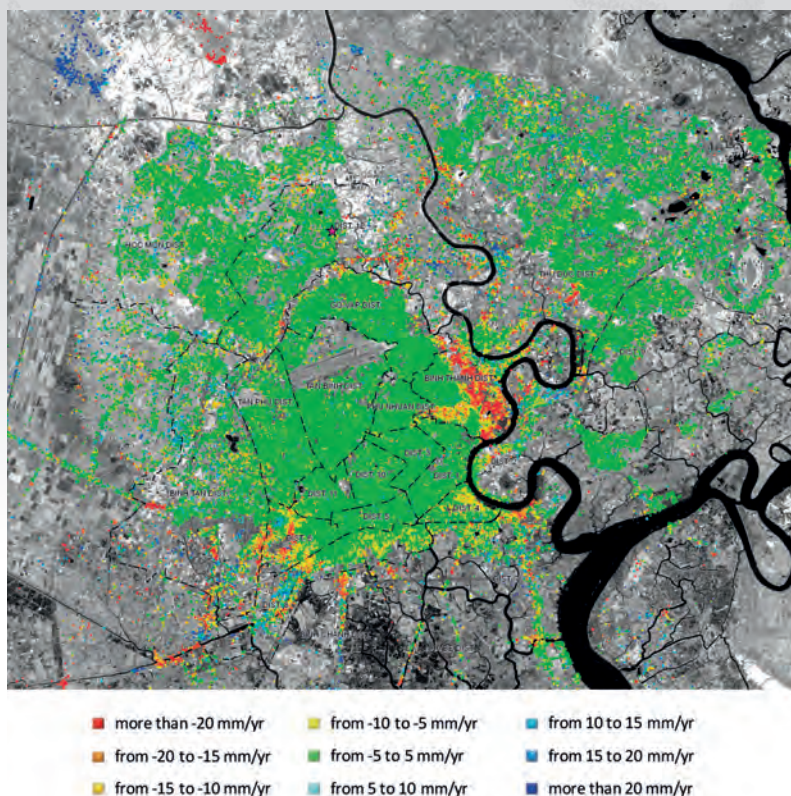 DIST. 12
HOC MON DIST.
THU DUC DIST.
GO VAP DIST.
BINH THANH DIST.
TAN BINH DIST.
TAN PHU DIST.
PHU NHUAN DIST.
DIST. 10
BINH TAN DIST.
DIST. 11
DIST. 4
more than -20 mm/yr
from -10 to -5 mm/yr
from 10 to 15 mm/yr
from -20 to -15 mm/yr
from -5 to 5 mm/yr
from 15 to 20 mm/yr
from -15 to -10 mm/yr
from 5 to 10 mm/yr
more than 20 mm/yr